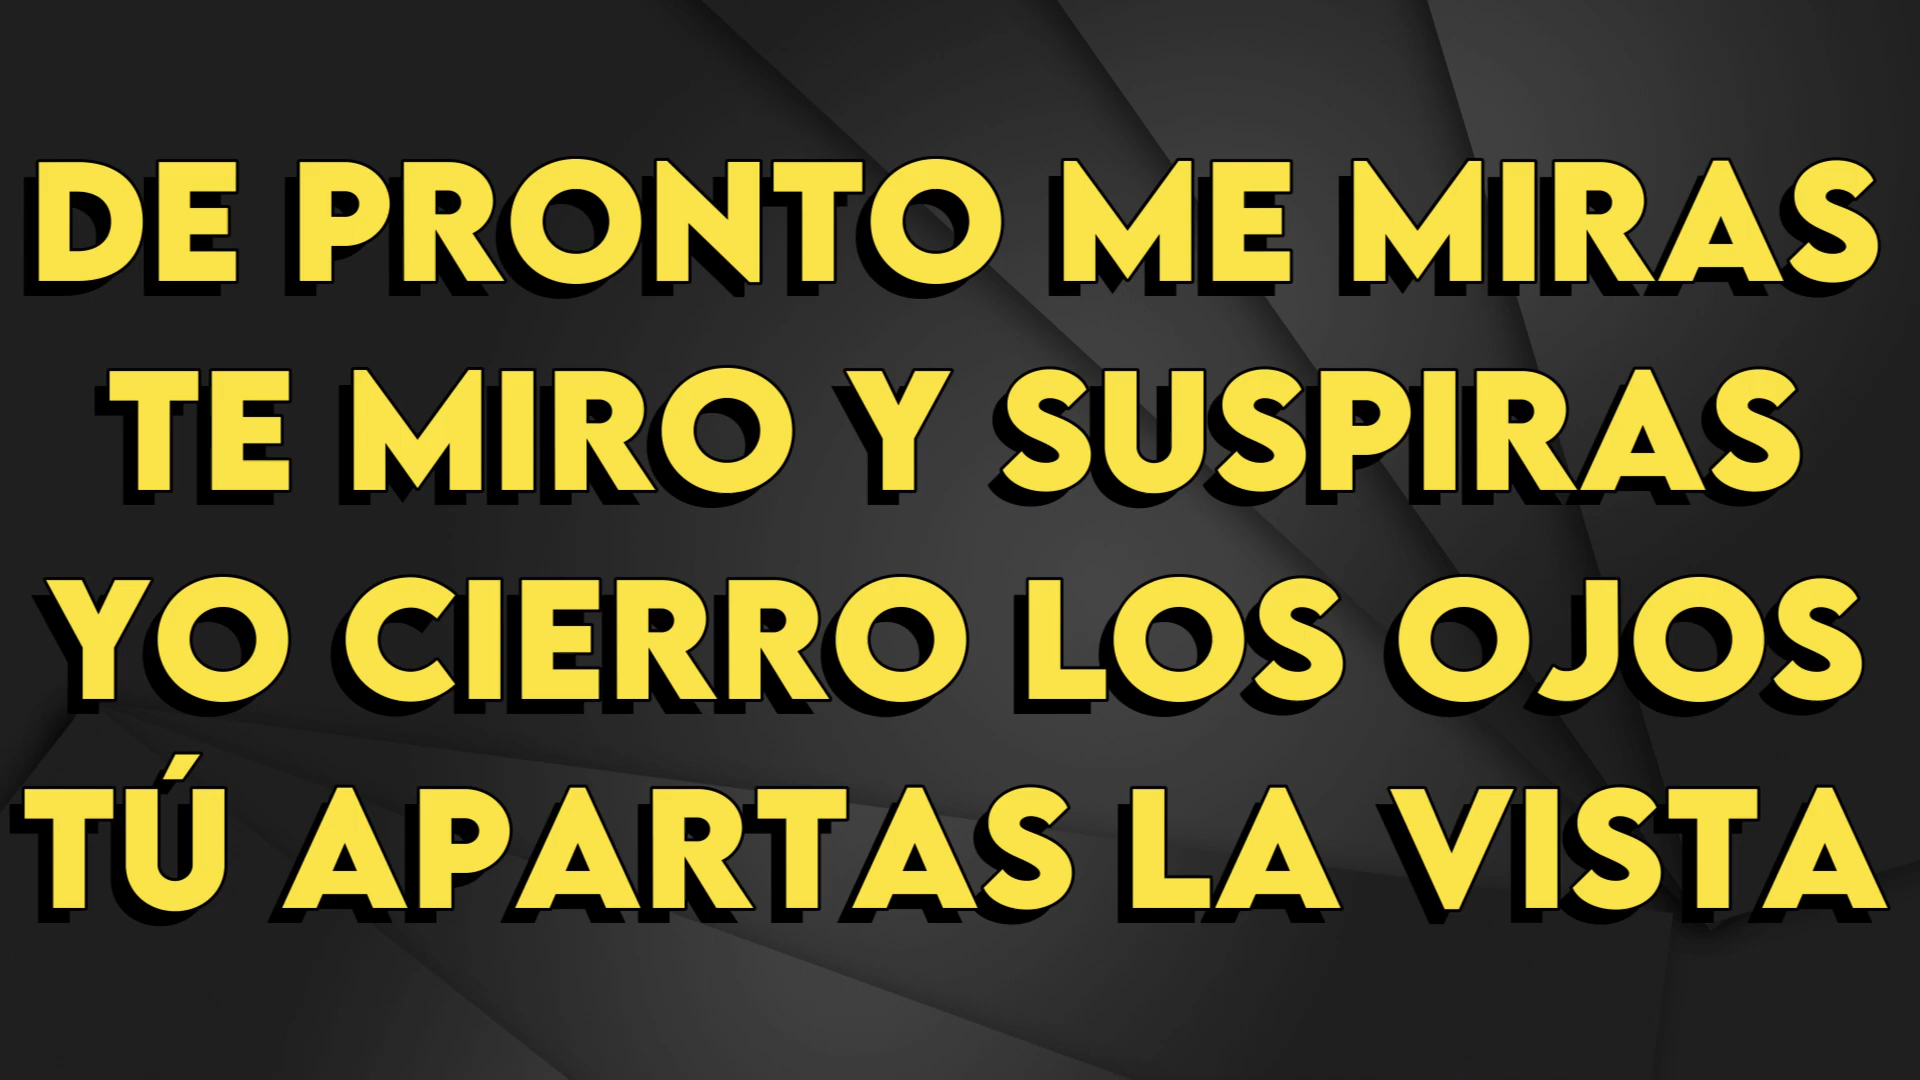 DE PRONTO ME MIRAS
TE MIRO Y SUSPIRAS
YO CIERRO LOS OJOS
TÚ APARTAS LA VISTA